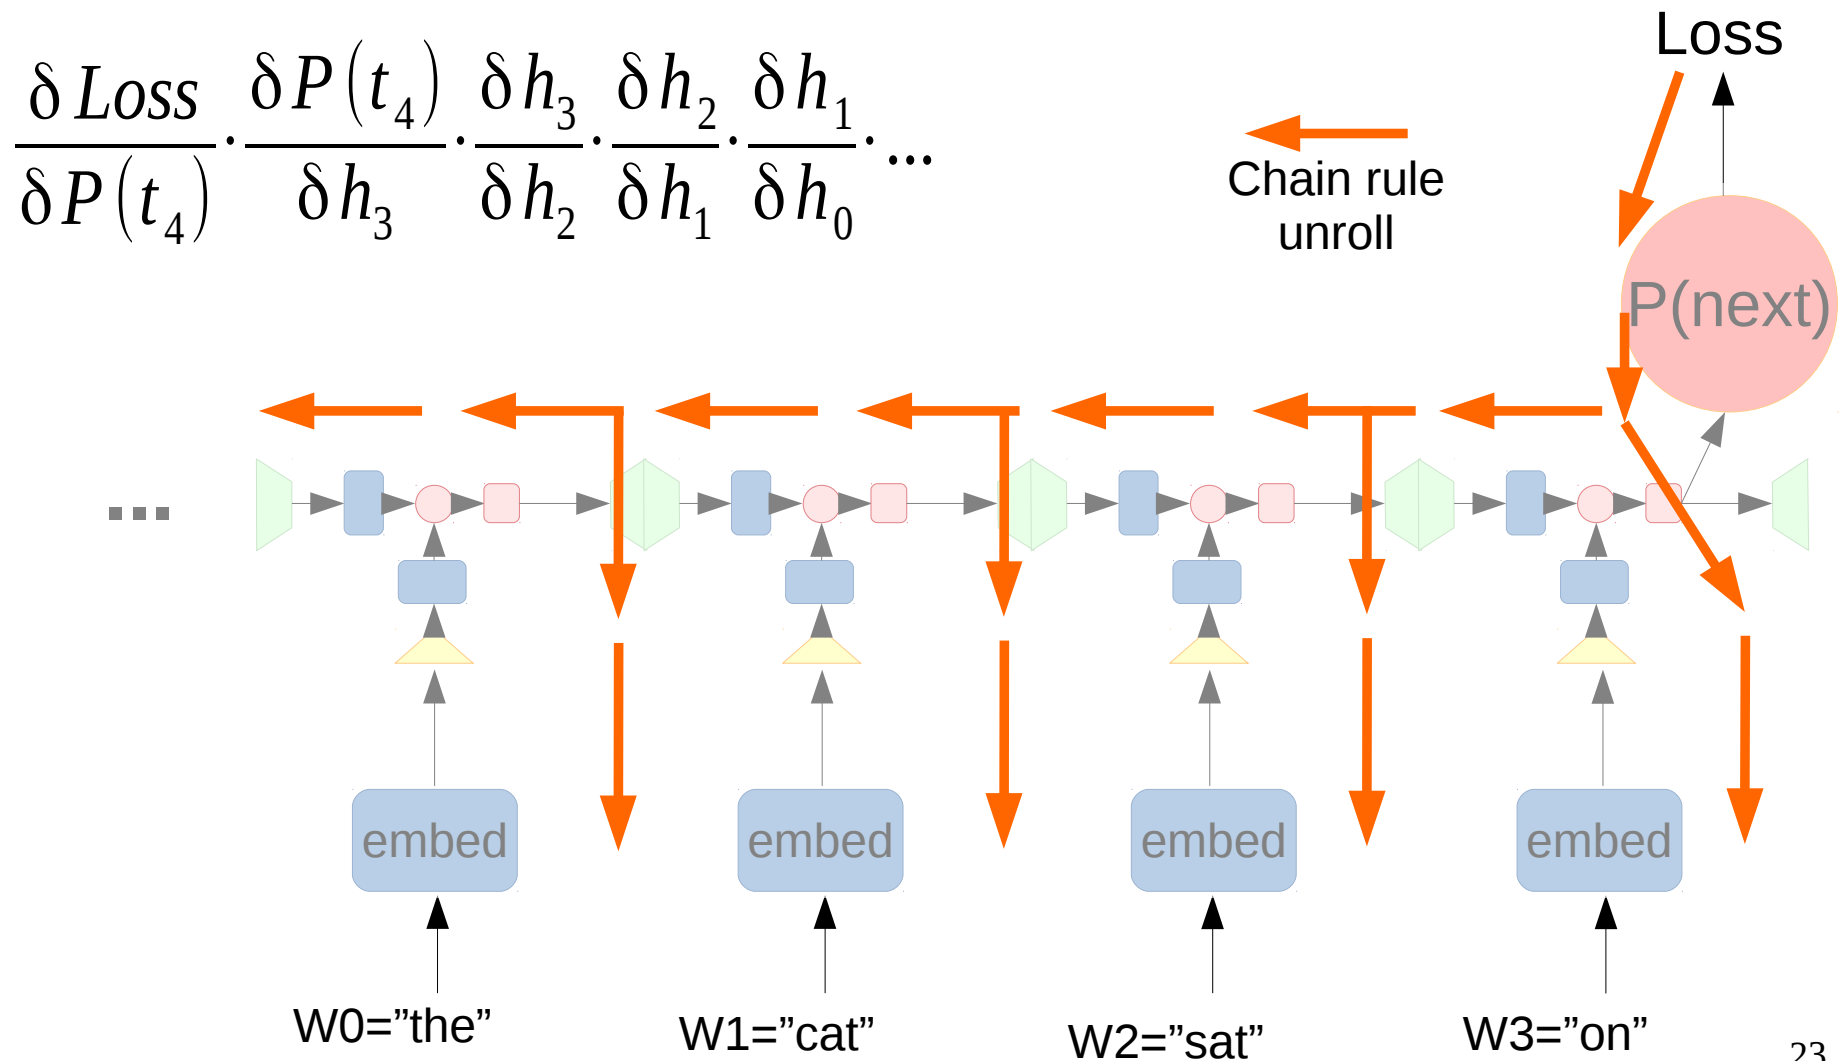 δ Loss / δ P(t₄) · δ P(t₄) / δ h₃ · δ h₃ / δ h₂ · δ h₂ / δ h₁ · δ h₁ / δ h₀ · ...
Loss
Chain rule
unroll
P(next)
...
embed embed embed embed
W0=”the” W1=”cat” W2=”sat” W3=”on”
23